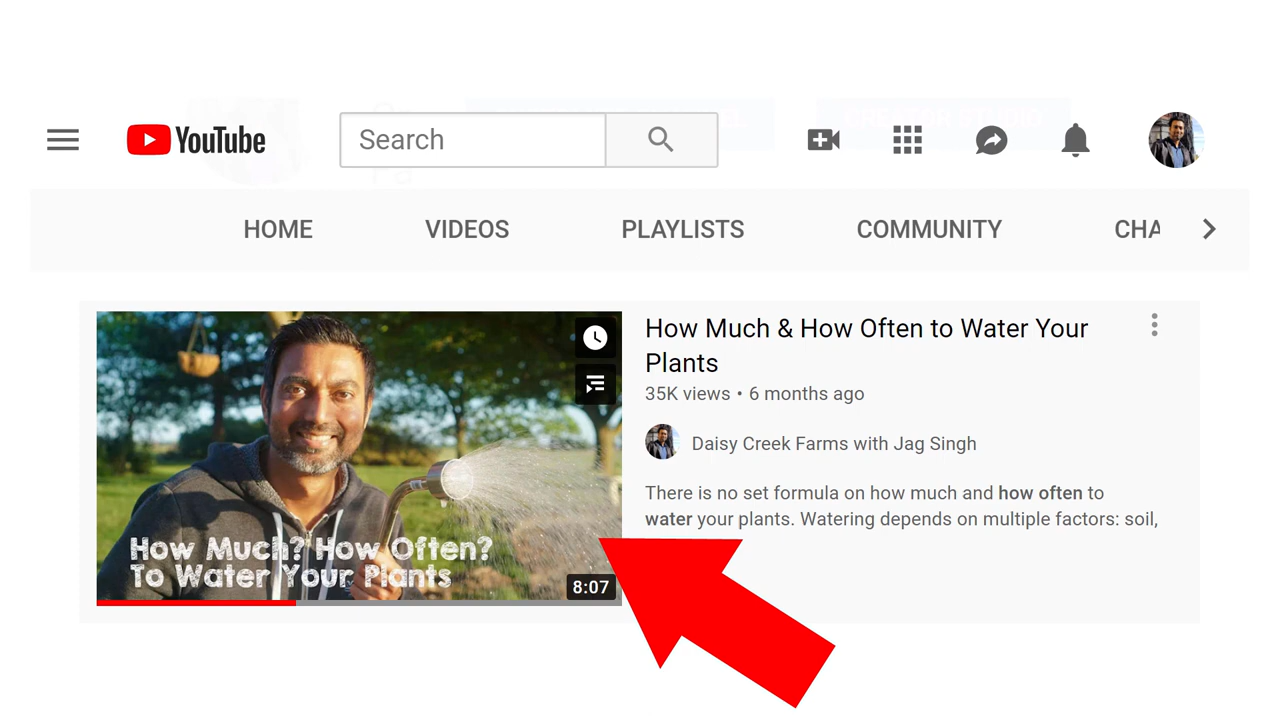 YouTube
Search
HOME VIDEOS PLAYLISTS COMMUNITY CHA
How Much? How Often?
To Water Your Plants
8:07
How Much & How Often to Water Your
Plants
35K views • 6 months ago
Daisy Creek Farms with Jag Singh
There is no set formula on how much and how often to
water your plants. Watering depends on multiple factors: soil,